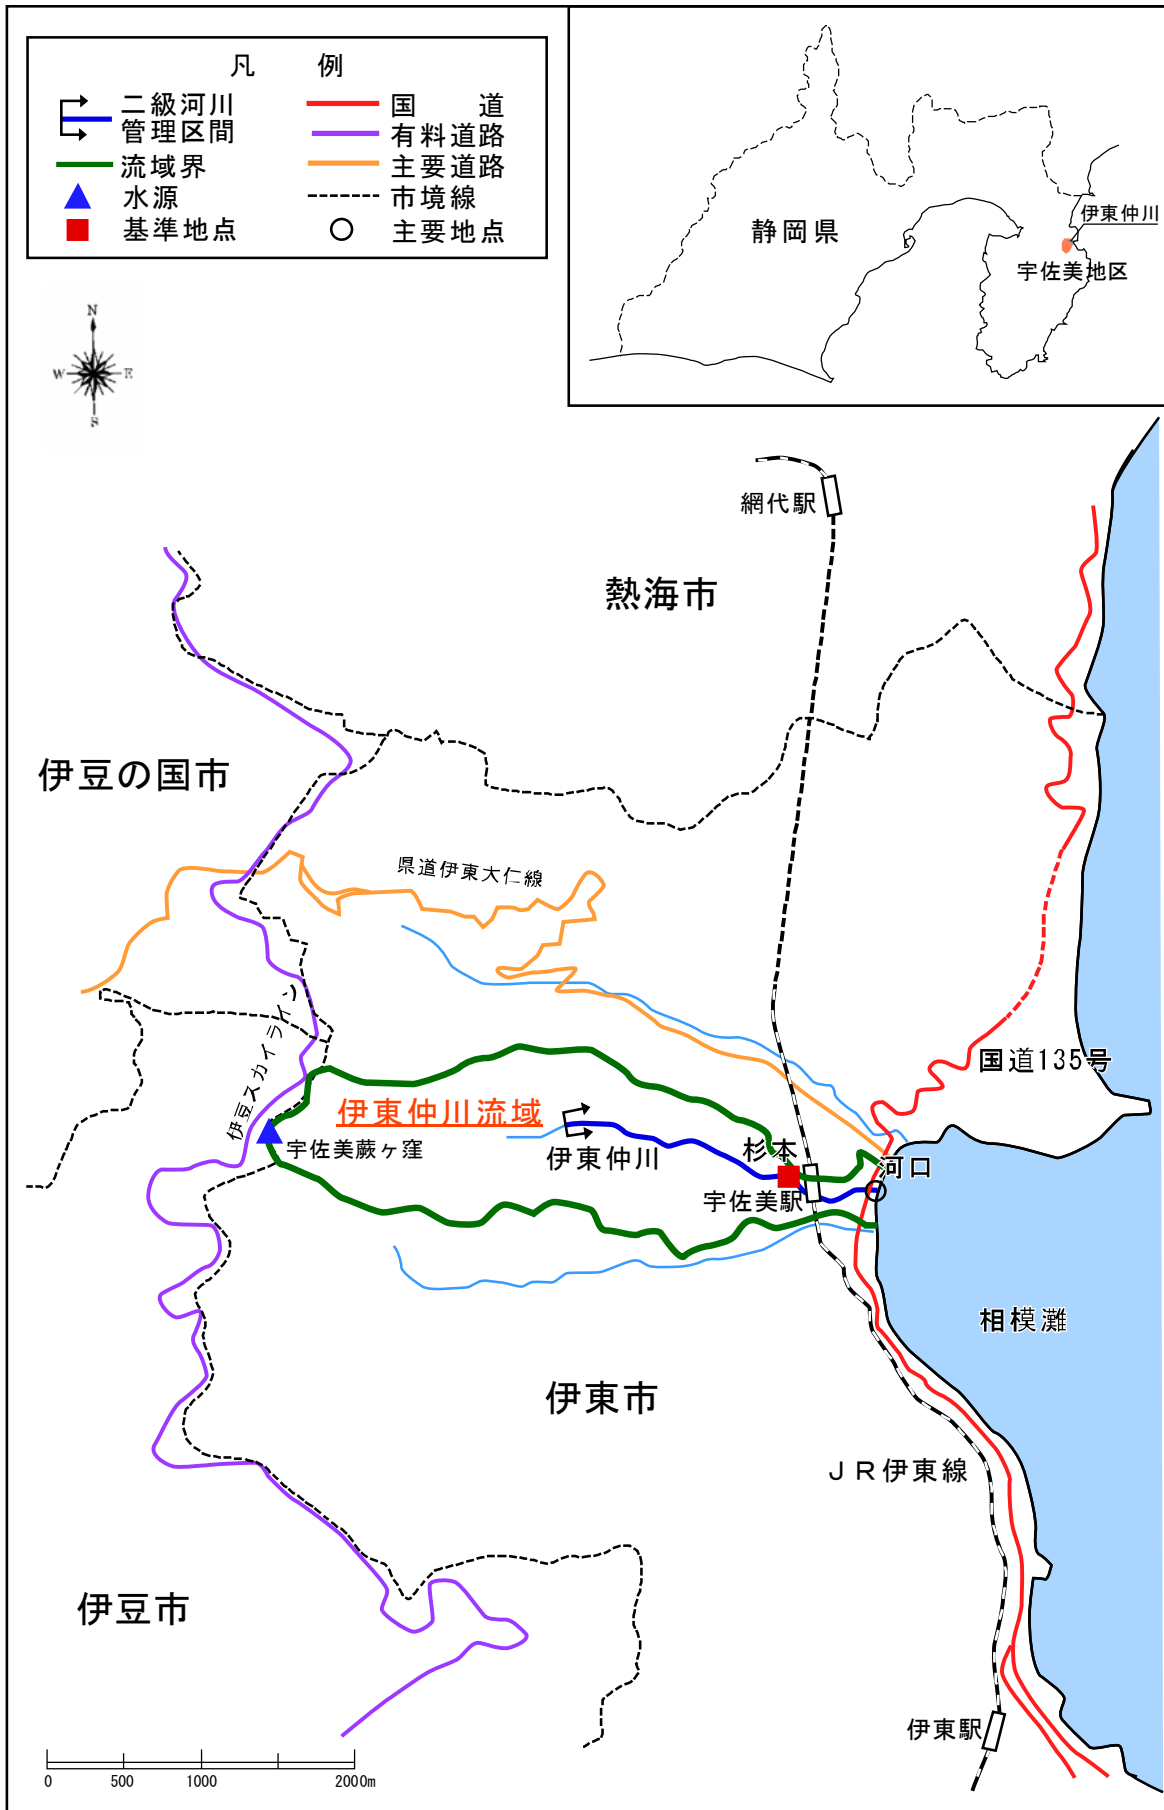 凡 例
二級河川
管理区間
流域界
水源
基準地点
国 道
有料道路
主要道路
市境線
主要地点
静岡県
伊東仲川
宇佐美地区
N
W
E
S
網代駅
熱海市
伊豆の国市
県道伊東大仁線
伊豆スカイライン
国道135号
伊東仲川流域
宇佐美蕨ヶ窪
伊東仲川
杉本
河口
宇佐美駅
相模灘
伊東市
JR伊東線
伊豆市
伊東駅
0 500 1000 2000m